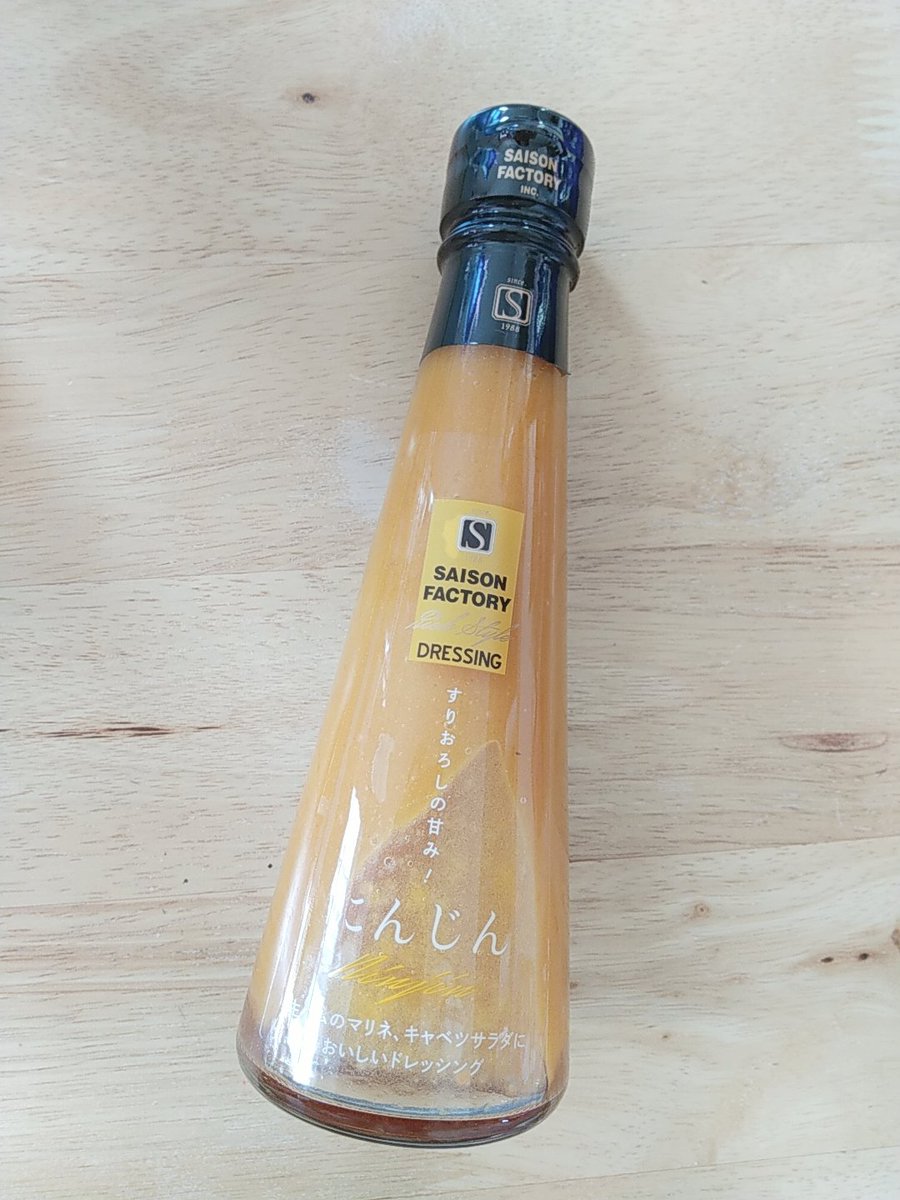 SAISON
FACTORY
INC.
since
S
1988
S
SAISON
FACTORY
Style
DRESSING
すりおろしの甘み!
にんじん
のマリネ、キャベツサラダに
おいしいドレッシング